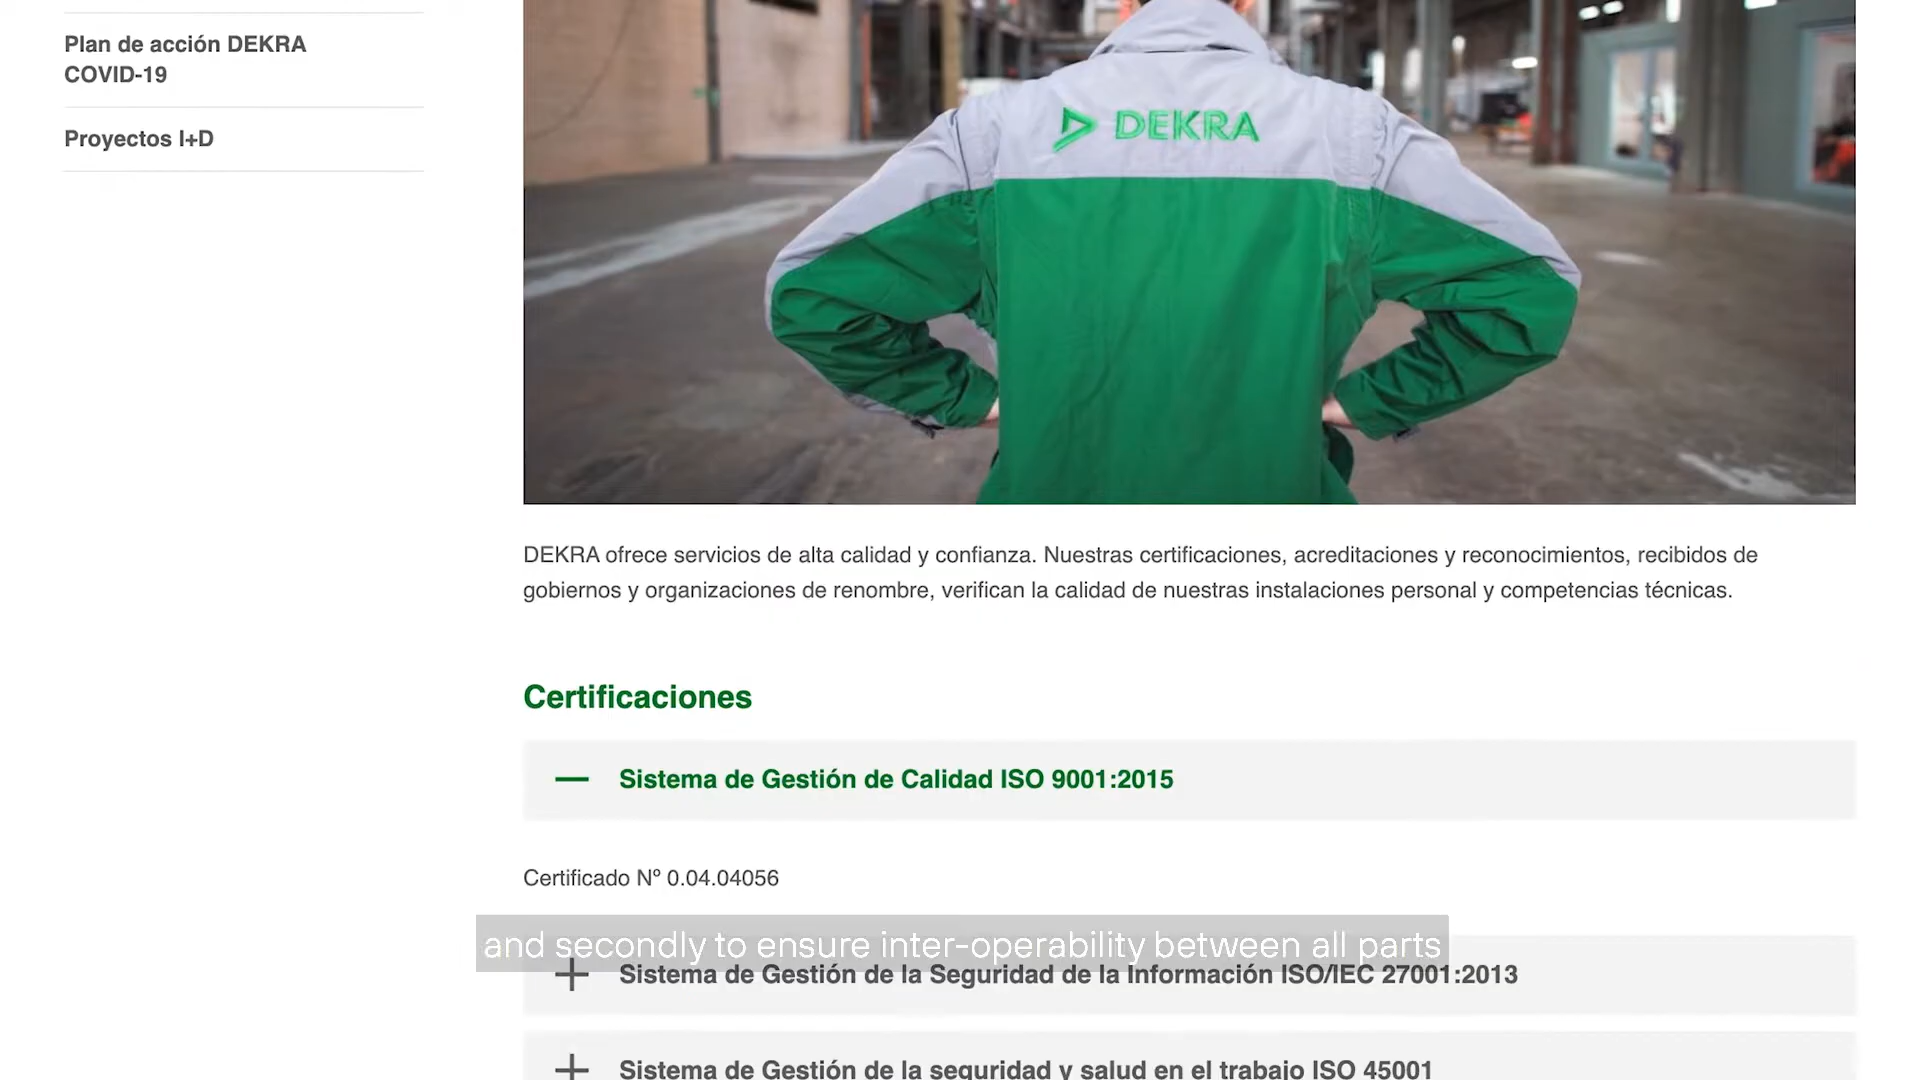 Plan de acción DEKRA
COVID-19
Proyectos I+D
DEKRA
DEKRA ofrece servicios de alta calidad y confianza. Nuestras certificaciones, acreditaciones y reconocimientos, recibidos de
gobiernos y organizaciones de renombre, verifican la calidad de nuestras instalaciones personal y competencias técnicas.
Certificaciones
Sistema de Gestión de Calidad ISO 9001:2015
Certificado Nº 0.04.04056
and secondly to ensure inter-operability between all parts
Sistema de Gestión de la Seguridad de la Información ISO/IEC 27001:2013
Sistema de Gestión de la seguridad y salud en el trabajo ISO 45001